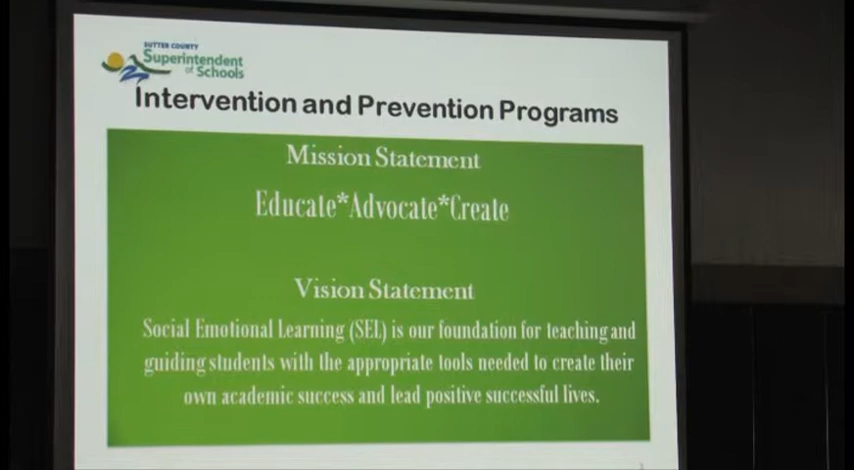 SUTTER COUNTY
Superintendent
of Schools
Intervention and Prevention Programs
Mission Statement
Educate*Advocate*Create
Vision Statement
Social Emotional Learning (SEL) is our foundation for teaching and
guiding students with the appropriate tools needed to create their
own academic success and lead positive successful lives.